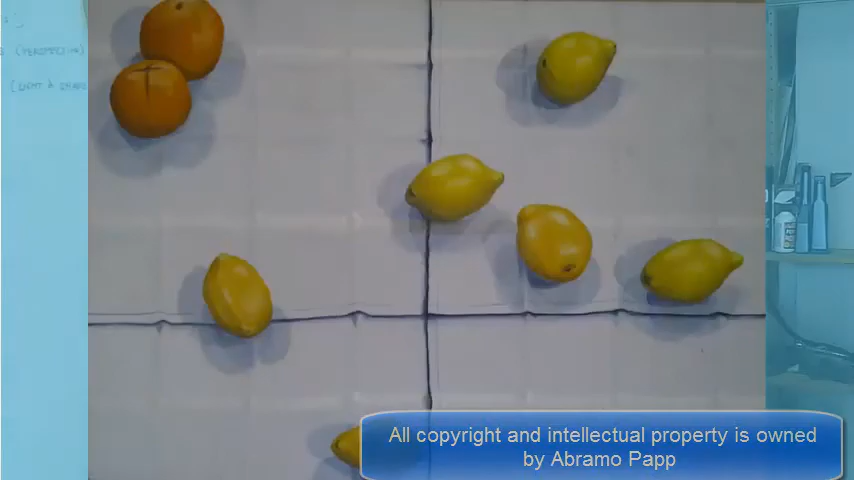 All copyright and intellectual property is owned
by Abramo Papp